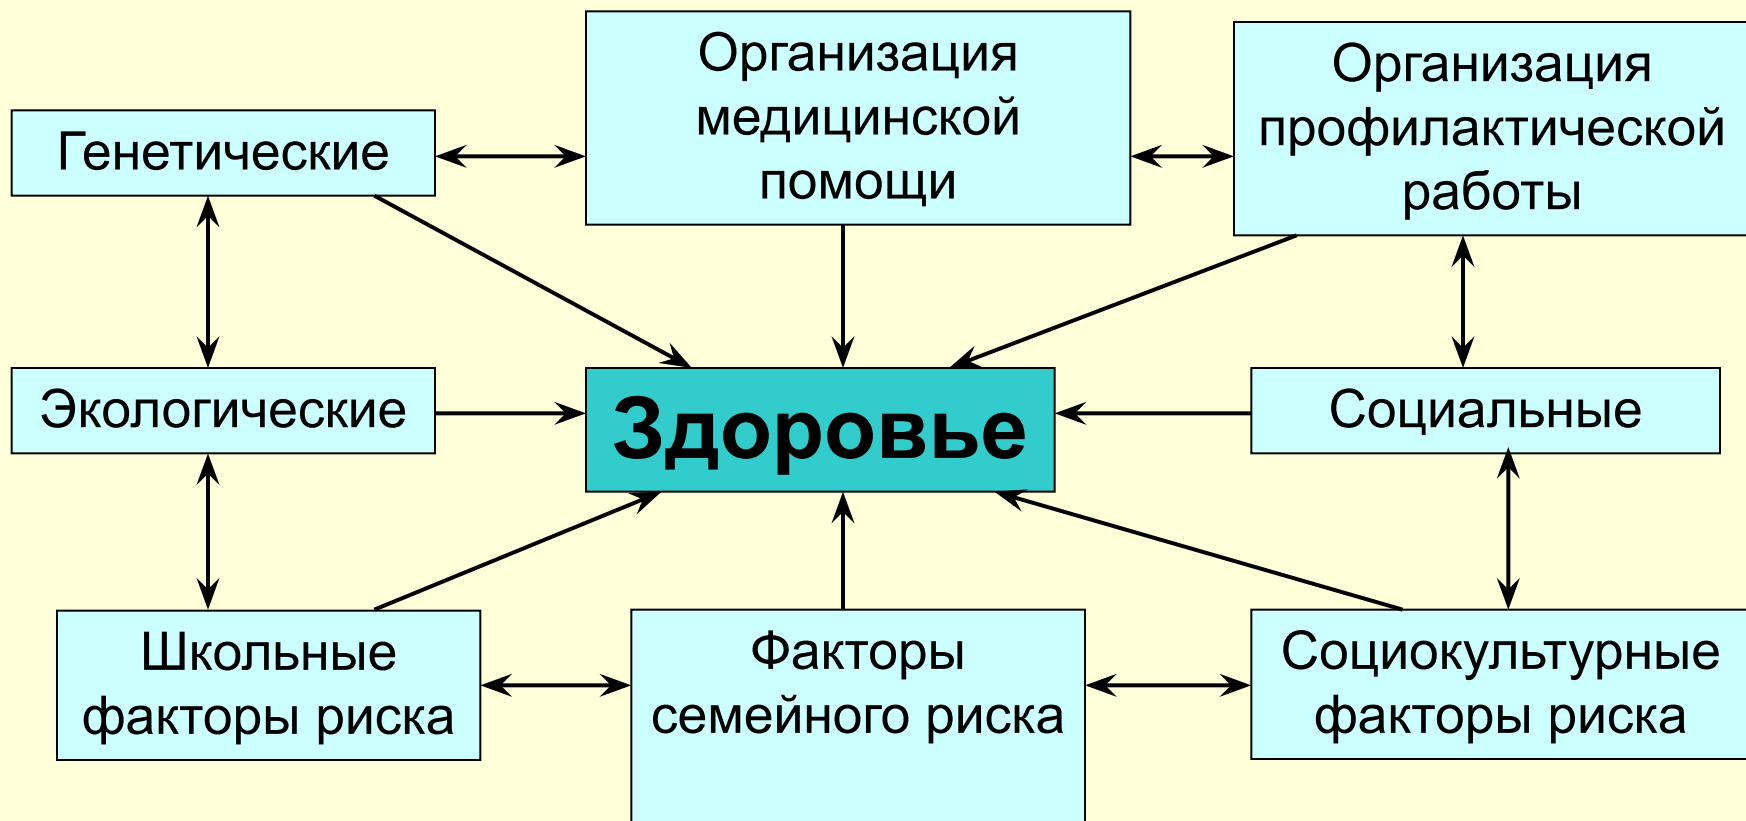 Генетические
Организация
медицинской
помощи
Организация
профилактической
работы
Экологические
Здоровье
Социальные
Школьные
факторы риска
Факторы
семейного риска
Социокультурные
факторы риска